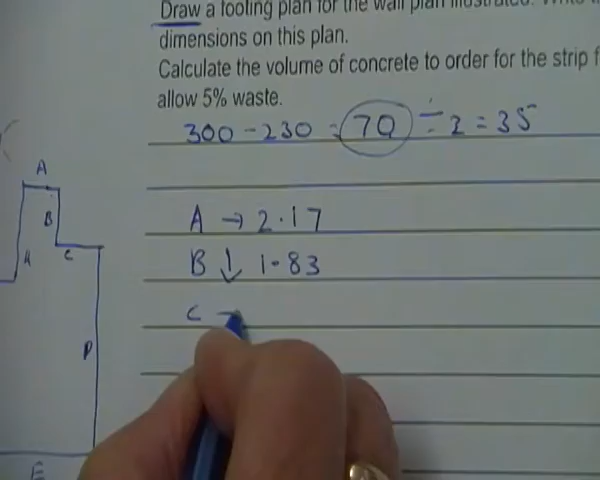 Draw a footing plan for the wall plan illustrated.
dimensions on this plan.
Calculate the volume of concrete to order for the strip
allow 5% waste.
300 - 230 = 70 ÷ 2 = 35
A
A → 2.17
B
B ↓ 1.83
C
H
C →
D
E